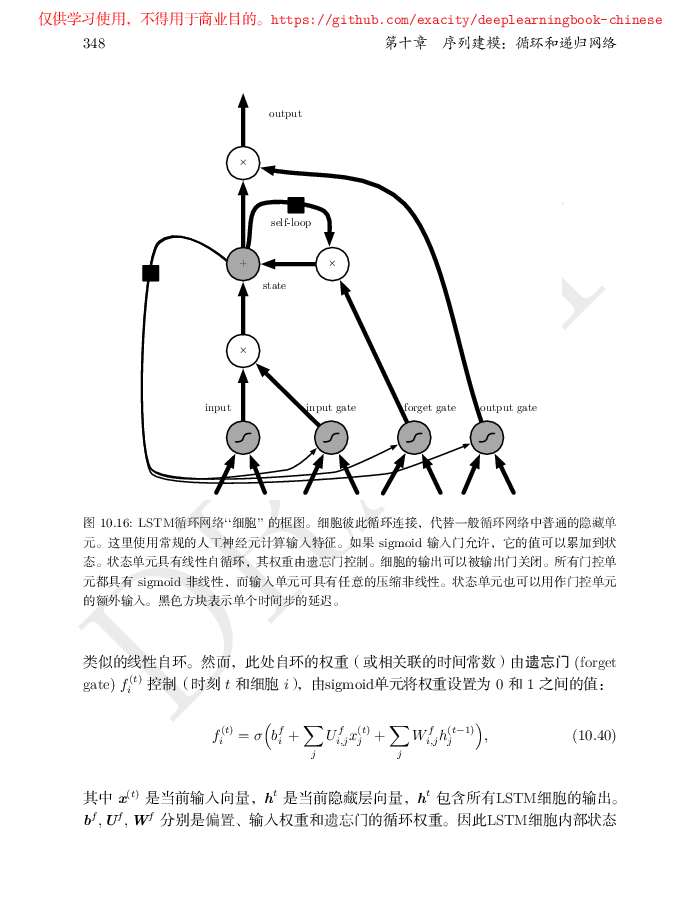 仅供学习使用，不得用于商业目的。https://github.com/exacity/deeplearningbook-chinese
348 第十章 序列建模：循环和递归网络
output
×
self-loop
+
×
state
×
input
input gate
forget gate
output gate
图 10.16: LSTM循环网络“细胞”的框图。细胞彼此循环连接，代替一般循环网络中普通的隐藏单
元。这里使用常规的人工神经元计算输入特征。如果 sigmoid 输入门允许，它的值可以累加到状
态。状态单元具有线性自循环，其权重由遗忘门控制。细胞的输出可以被输出门关闭。所有门控单
元都具有 sigmoid 非线性，而输入单元可具有任意的压缩非线性。状态单元也可以用作门控单元
的额外输入。黑色方块表示单个时间步的延迟。
类似的线性自环。然而，此处自环的权重（或相关联的时间常数）由遗忘门 (forget
gate) f_i^{(t)} 控制（时刻 t 和细胞 i），由sigmoid单元将权重设置为 0 和 1 之间的值：
f_i^{(t)} = σ(b_i^f + ∑_j U_{i,j}^f x_j^{(t)} + ∑_j W_{i,j}^f h_j^{(t−1)}), (10.40)
其中 x^{(t)} 是当前输入向量，h^t 是当前隐藏层向量，h^t 包含所有LSTM细胞的输出。
b^f, U^f, W^f 分别是偏置、输入权重和遗忘门的循环权重。因此LSTM细胞内部状态